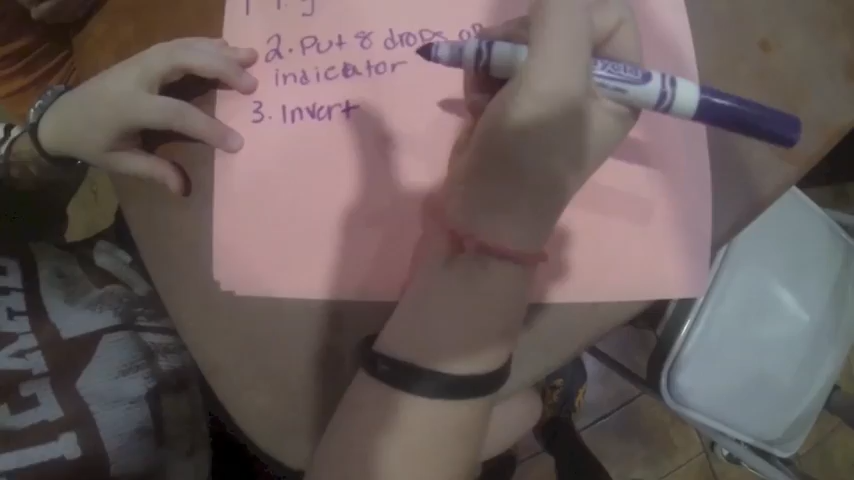 2. Put 8 drops of
indicator
3. Invert